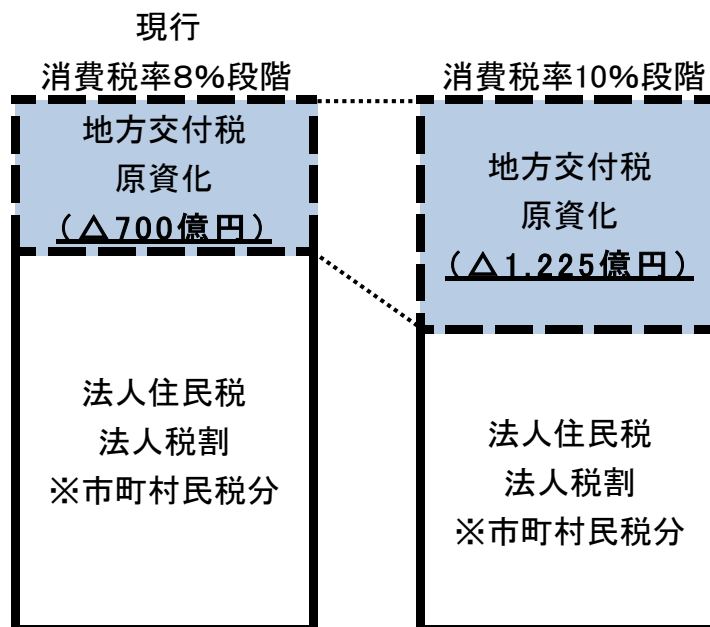 現行
消費税率8%段階
地方交付税
原資化
(△700億円)
法人住民税
法人税割
※市町村民税分
消費税率10%段階
地方交付税
原資化
(△1,225億円)
法人住民税
法人税割
※市町村民税分